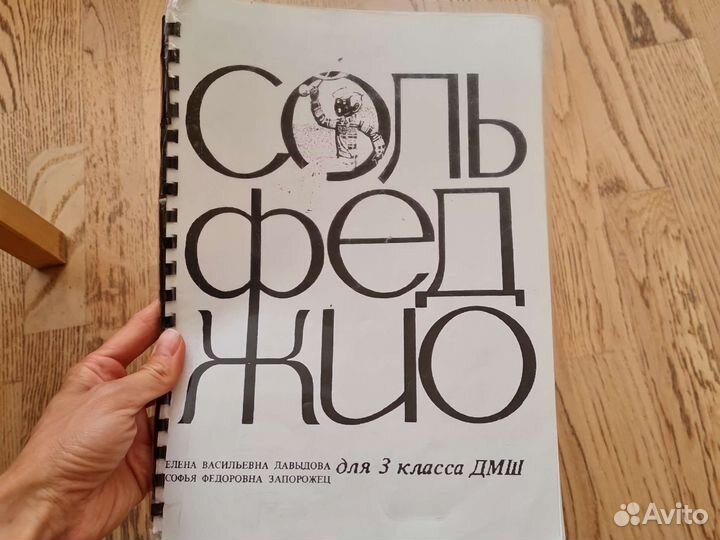 соль
фед
жио
ЕЛЕНА ВАСИЛЬЕВНА ДАВЫДОВА
СОФЬЯ ФЕДОРОВНА ЗАПОРОЖЕЦ
для 3 класса ДМШ
Avito